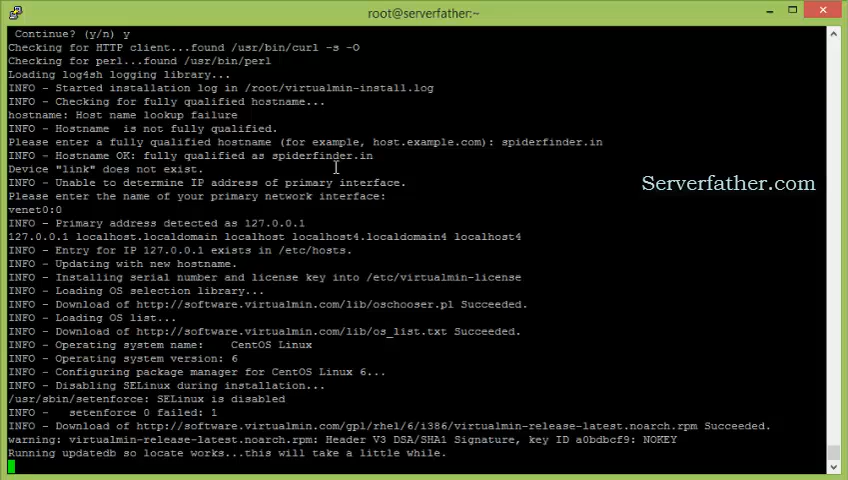 root@serverfather:~
Continue? (y/n) y
Checking for HTTP client...found /usr/bin/curl -s -O
Checking for perl...found /usr/bin/perl
Loading log4sh logging library...
INFO - Started installation log in /root/virtualmin-install.log
INFO - Checking for fully qualified hostname...
hostname: Host name lookup failure
INFO - Hostname  is not fully qualified.
Please enter a fully qualified hostname (for example, host.example.com): spiderfinder.in
INFO - Hostname OK: fully qualified as spiderfinder.in
Device "link" does not exist.
INFO - Unable to determine IP address of primary interface.
Serverfather.com
Please enter the name of your primary network interface:
venet0:0
INFO - Primary address detected as 127.0.0.1
127.0.0.1 localhost.localdomain localhost localhost4.localdomain4 localhost4
INFO - Entry for IP 127.0.0.1 exists in /etc/hosts.
INFO - Updating with new hostname.
INFO - Installing serial number and license key into /etc/virtualmin-license
INFO - Loading OS selection library...
INFO - Download of http://software.virtualmin.com/lib/oschooser.pl Succeeded.
INFO - Loading OS list...
INFO - Download of http://software.virtualmin.com/lib/os_list.txt Succeeded.
INFO - Operating system name:    CentOS Linux
INFO - Operating system version: 6
INFO - Configuring package manager for CentOS Linux 6...
INFO - Disabling SELinux during installation...
/usr/sbin/setenforce: SELinux is disabled
INFO -   setenforce 0 failed: 1
INFO - Download of http://software.virtualmin.com/gpl/rhel/6/i386/virtualmin-release-latest.noarch.rpm Succeeded.
warning: virtualmin-release-latest.noarch.rpm: Header V3 DSA/SHA1 Signature, key ID a0bdbcf9: NOKEY
Running updatedb so locate works...this will take a little while.